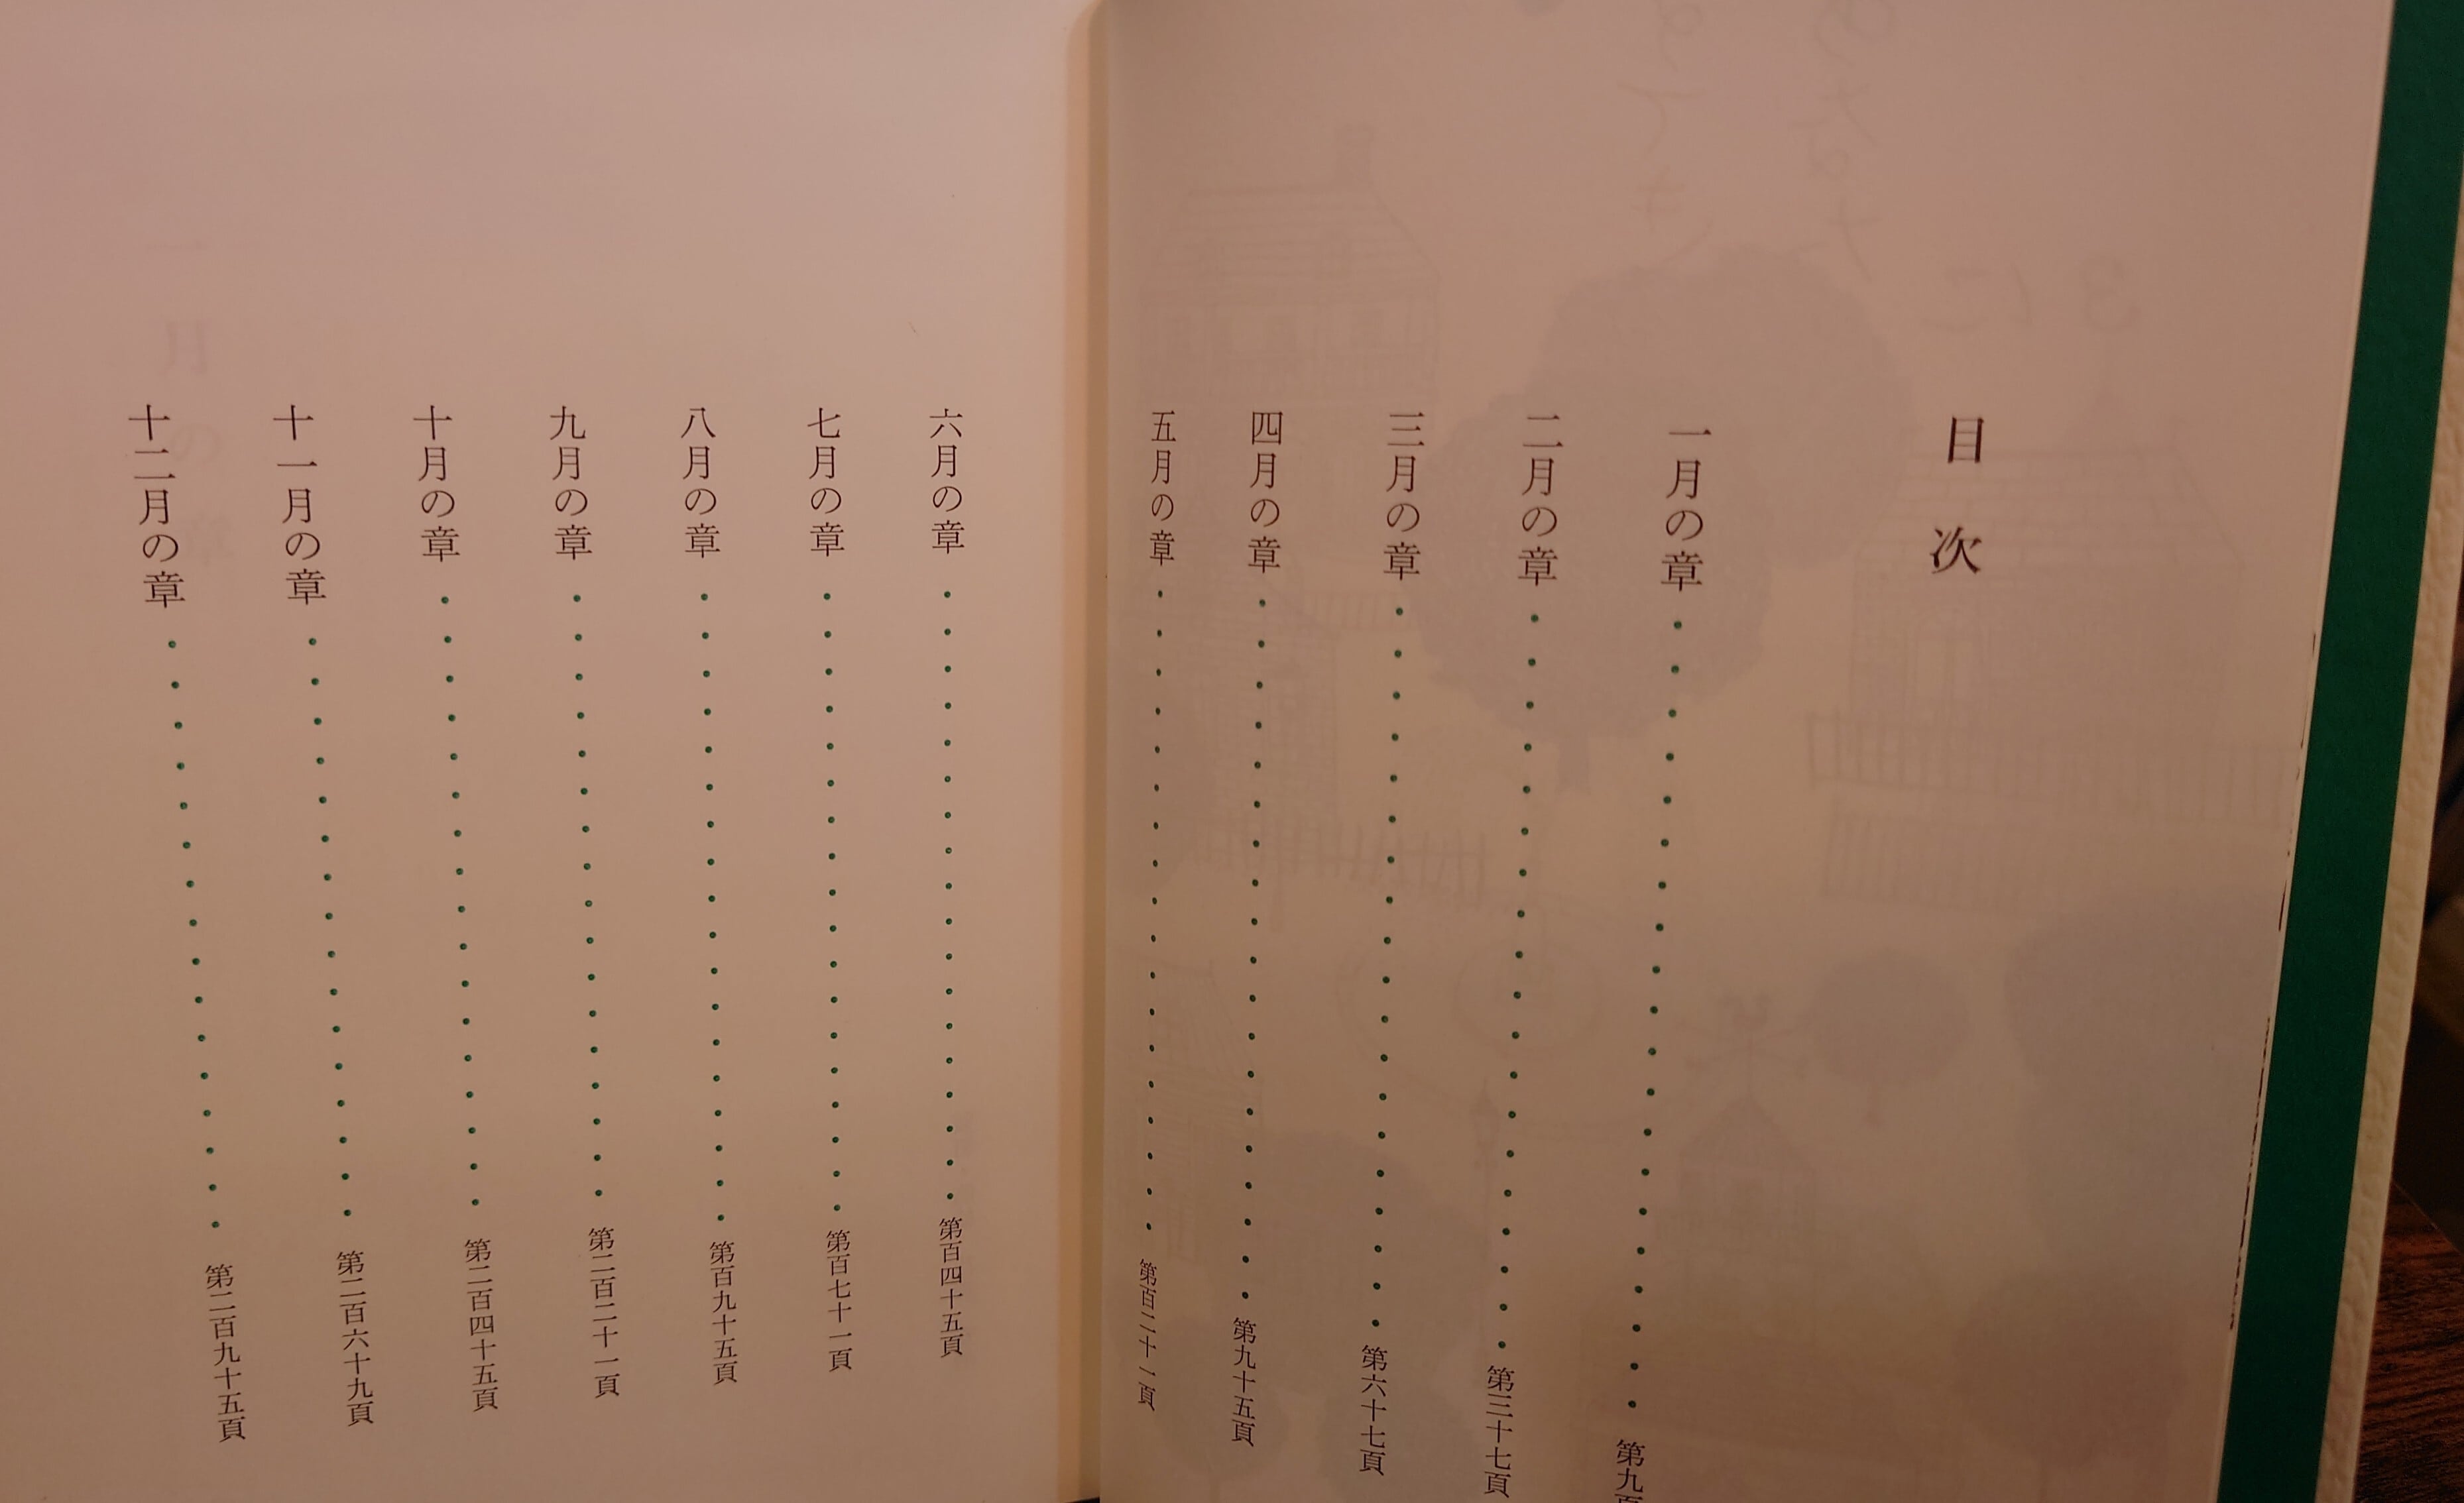 目次
一月の章・・・・・・・・・・・・・・・・・・・第九頁
二月の章・・・・・・・・・・・・・・・・・・・第三十七頁
三月の章・・・・・・・・・・・・・・・・・・・第六十七頁
四月の章・・・・・・・・・・・・・・・・・・・第九十五頁
五月の章・・・・・・・・・・・・・・・・・・・第百二十一頁
六月の章・・・・・・・・・・・・・・・・・・・第百四十五頁
七月の章・・・・・・・・・・・・・・・・・・・第百七十一頁
八月の章・・・・・・・・・・・・・・・・・・・第百九十五頁
九月の章・・・・・・・・・・・・・・・・・・・第二百二十一頁
十月の章・・・・・・・・・・・・・・・・・・・第二百四十五頁
十一月の章・・・・・・・・・・・・・・・・・・第二百六十九頁
十二月の章・・・・・・・・・・・・・・・・・・第二百九十五頁